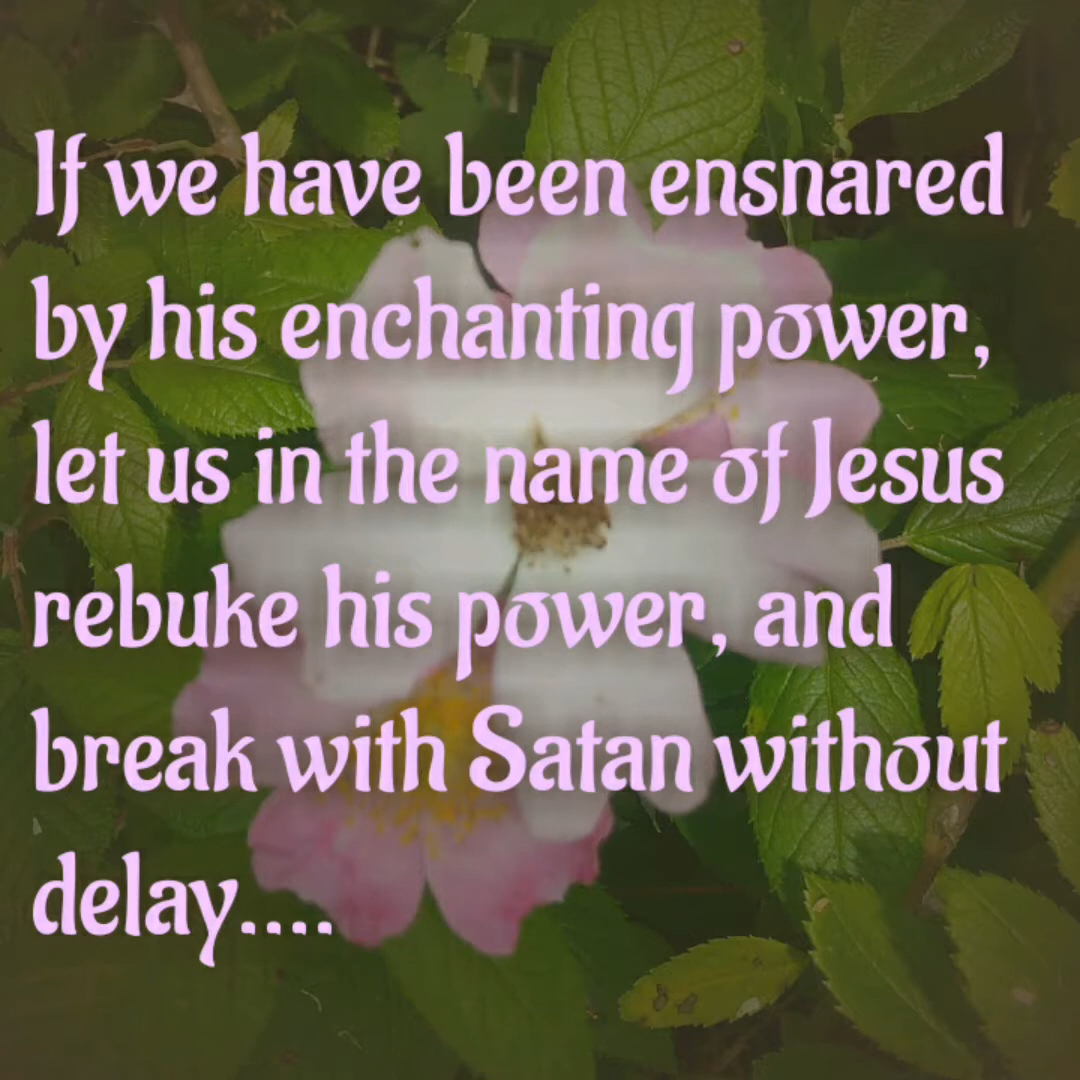 If we have been ensnared
by his enchanting power,
let us in the name of Jesus
rebuke his power, and
break with Satan without
delay....